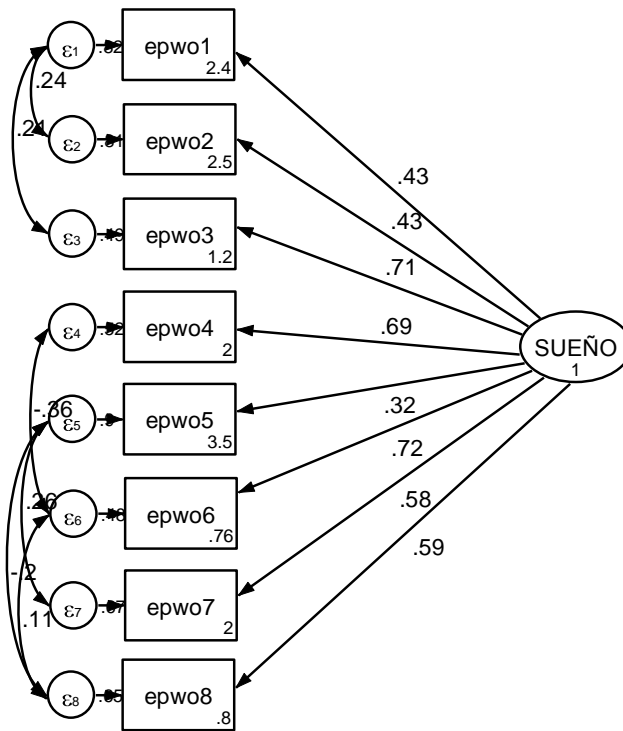 ε1
epwo1
2.4
.24
.43
ε2
epwo2
2.5
.43
ε3
epwo3
1.2
.71
ε4
epwo4
2
.69
SUEÑO
1
-.36
ε5
epwo5
3.5
.32
.26
ε6
epwo6
.76
.72
-.2
ε7
epwo7
2
.58
.11
ε8
epwo8
.8
.59